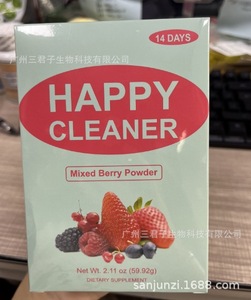 14 DAYS
广州三君子生物科技有限公司
HAPPY
CLEANER
Mixed Berry Powder
广州三君子生物科技有限公司
Net Wt. 2.11 oz (59.92g)
DIETARY SUPPLEMENT
sanjunzi.1688.com